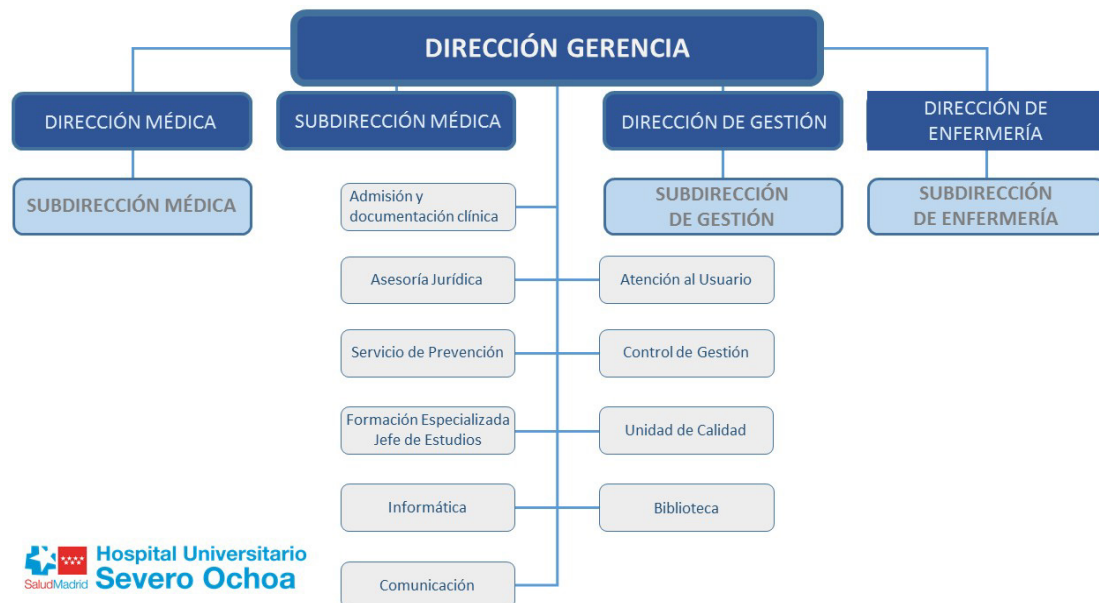 DIRECCIÓN GERENCIA
DIRECCIÓN MÉDICA
SUBDIRECCIÓN MÉDICA
DIRECCIÓN DE GESTIÓN
DIRECCIÓN DE
ENFERMERÍA
SUBDIRECCIÓN MÉDICA
SUBDIRECCIÓN
DE GESTIÓN
SUBDIRECCIÓN
DE ENFERMERÍA
Admisión y
documentación clínica
Asesoría Jurídica
Atención al Usuario
Servicio de Prevención
Control de Gestión
Formación Especializada
Jefe de Estudios
Unidad de Calidad
Informática
Biblioteca
Comunicación
SaludMadrid
Hospital Universitario
Severo Ochoa